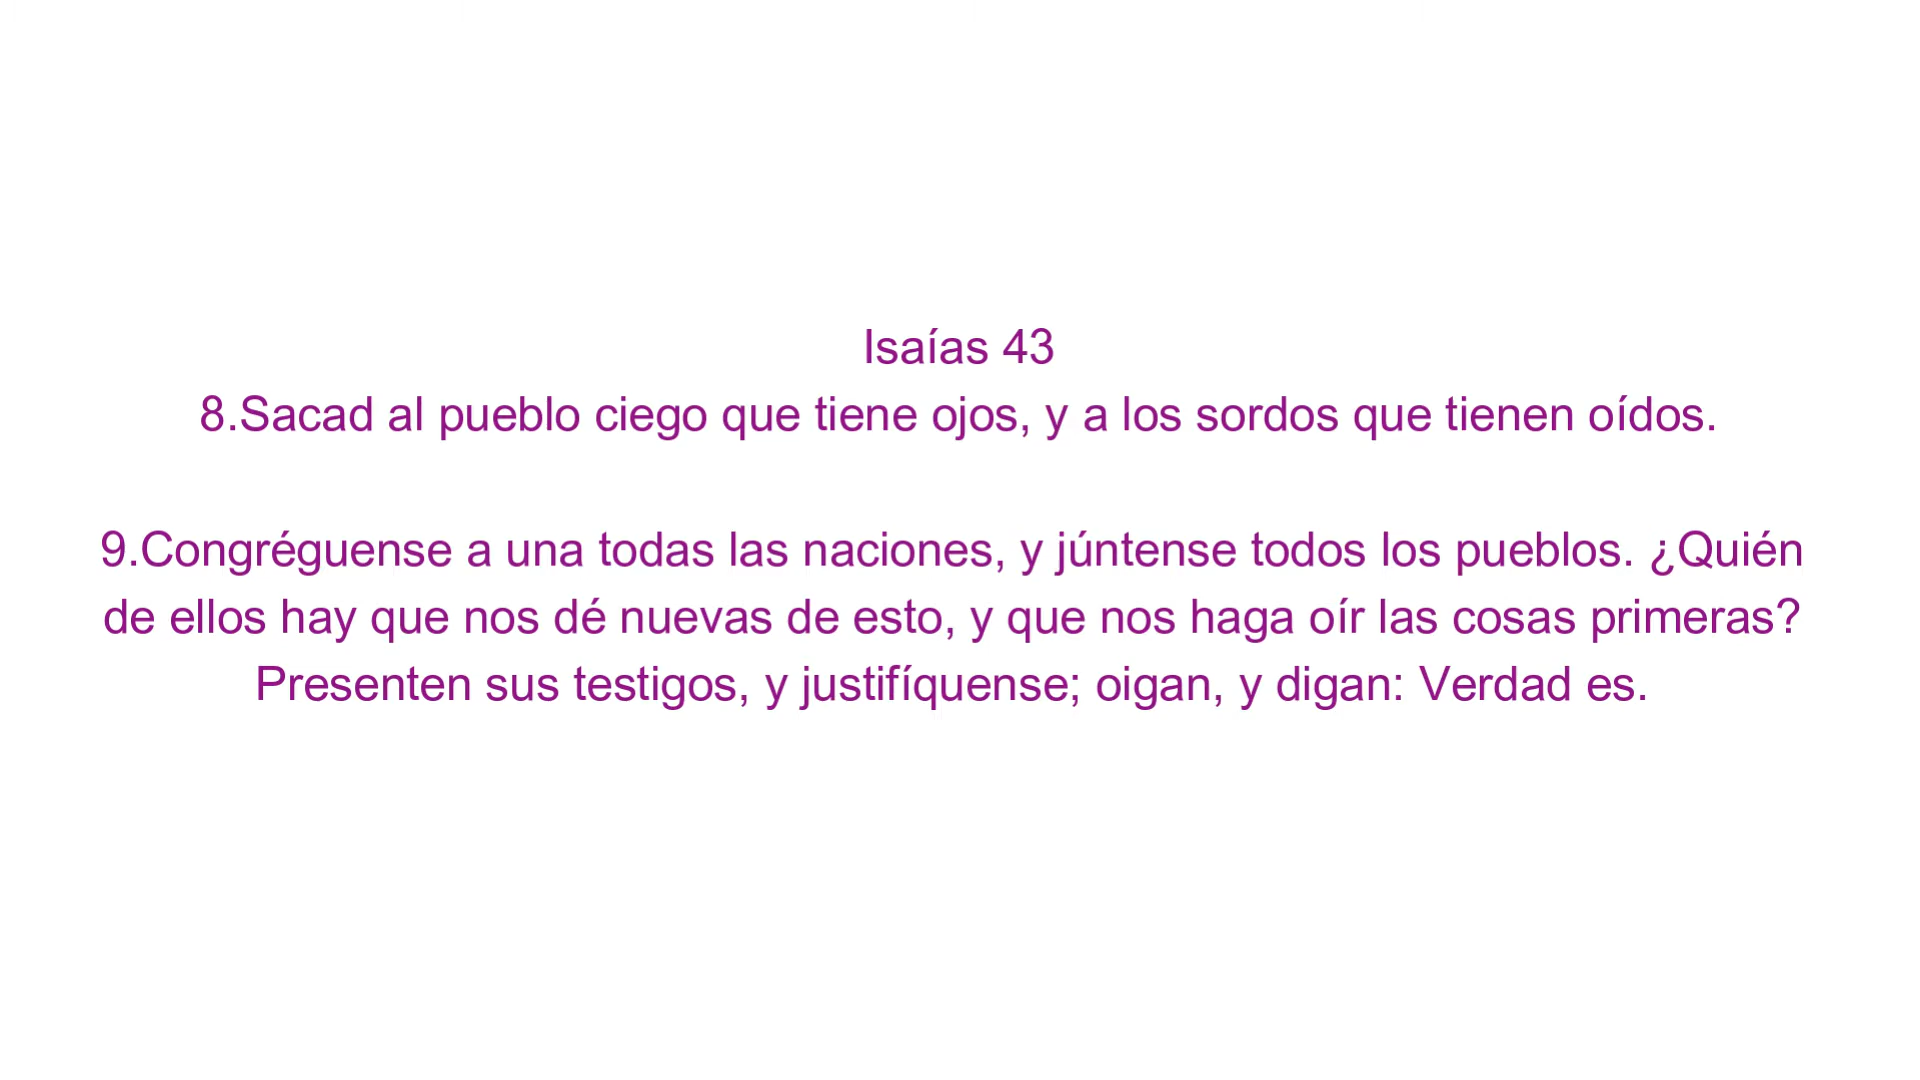 Isaías 43
8.Sacad al pueblo ciego que tiene ojos, y a los sordos que tienen oídos.
9.Congréguense a una todas las naciones, y júntense todos los pueblos. ¿Quién
de ellos hay que nos dé nuevas de esto, y que nos haga oír las cosas primeras?
Presenten sus testigos, y justifíquense; oigan, y digan: Verdad es.